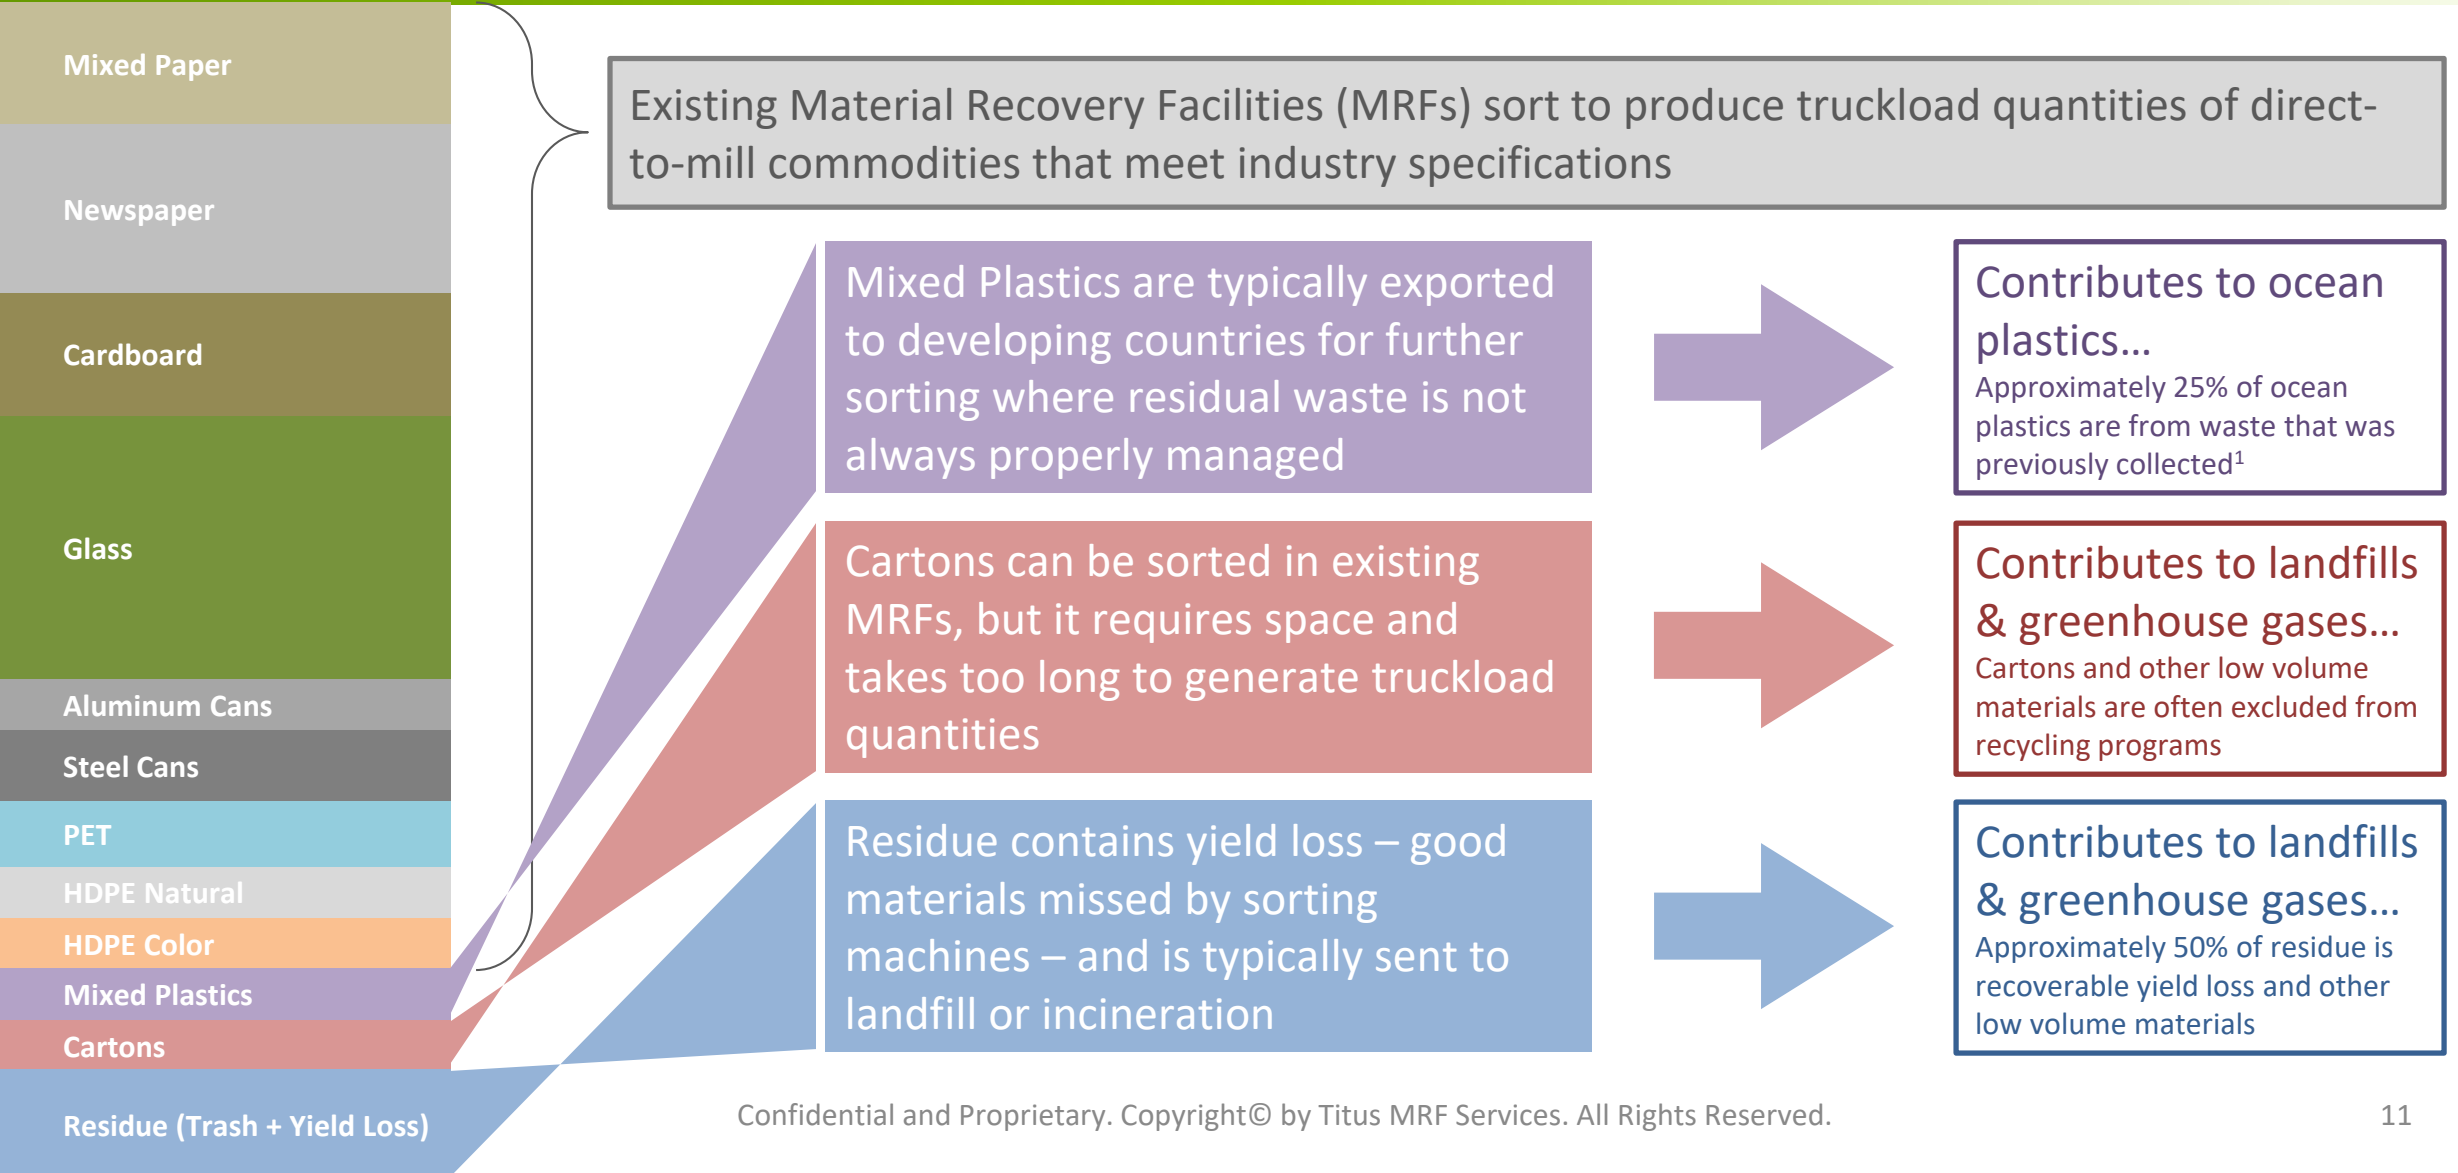 Mixed Paper
Newspaper
Cardboard
Glass
Aluminum Cans
Steel Cans
PET
HDPE Natural
HDPE Color
Mixed Plastics
Cartons
Residue (Trash + Yield Loss)
Existing Material Recovery Facilities (MRFs) sort to produce truckload quantities of direct-
to-mill commodities that meet industry specifications
Mixed Plastics are typically exported
to developing countries for further
sorting where residual waste is not
always properly managed
Contributes to ocean
plastics…
Approximately 25% of ocean
plastics are from waste that was
previously collected¹
Cartons can be sorted in existing
MRFs, but it requires space and
takes too long to generate truckload
quantities
Contributes to landfills
& greenhouse gases…
Cartons and other low volume
materials are often excluded from
recycling programs
Residue contains yield loss – good
materials missed by sorting
machines – and is typically sent to
landfill or incineration
Contributes to landfills
& greenhouse gases…
Approximately 50% of residue is
recoverable yield loss and other
low volume materials
Confidential and Proprietary. Copyright© by Titus MRF Services. All Rights Reserved.
11